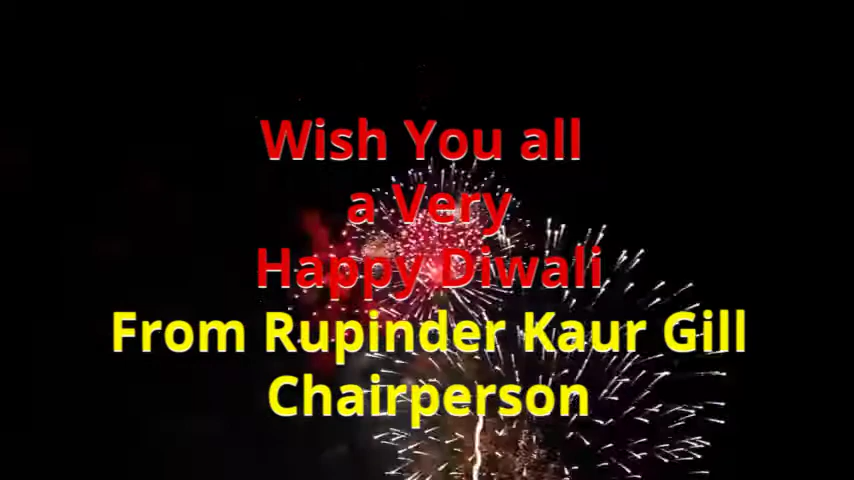 Wish You all
a Very
Happy Diwali
From Rupinder Kaur Gill
Chairperson